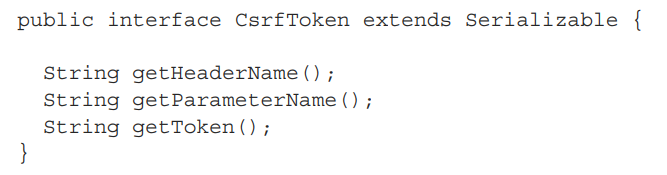 public interface CsrfToken extends Serializable {
String getHeaderName();
String getParameterName();
String getToken();
}